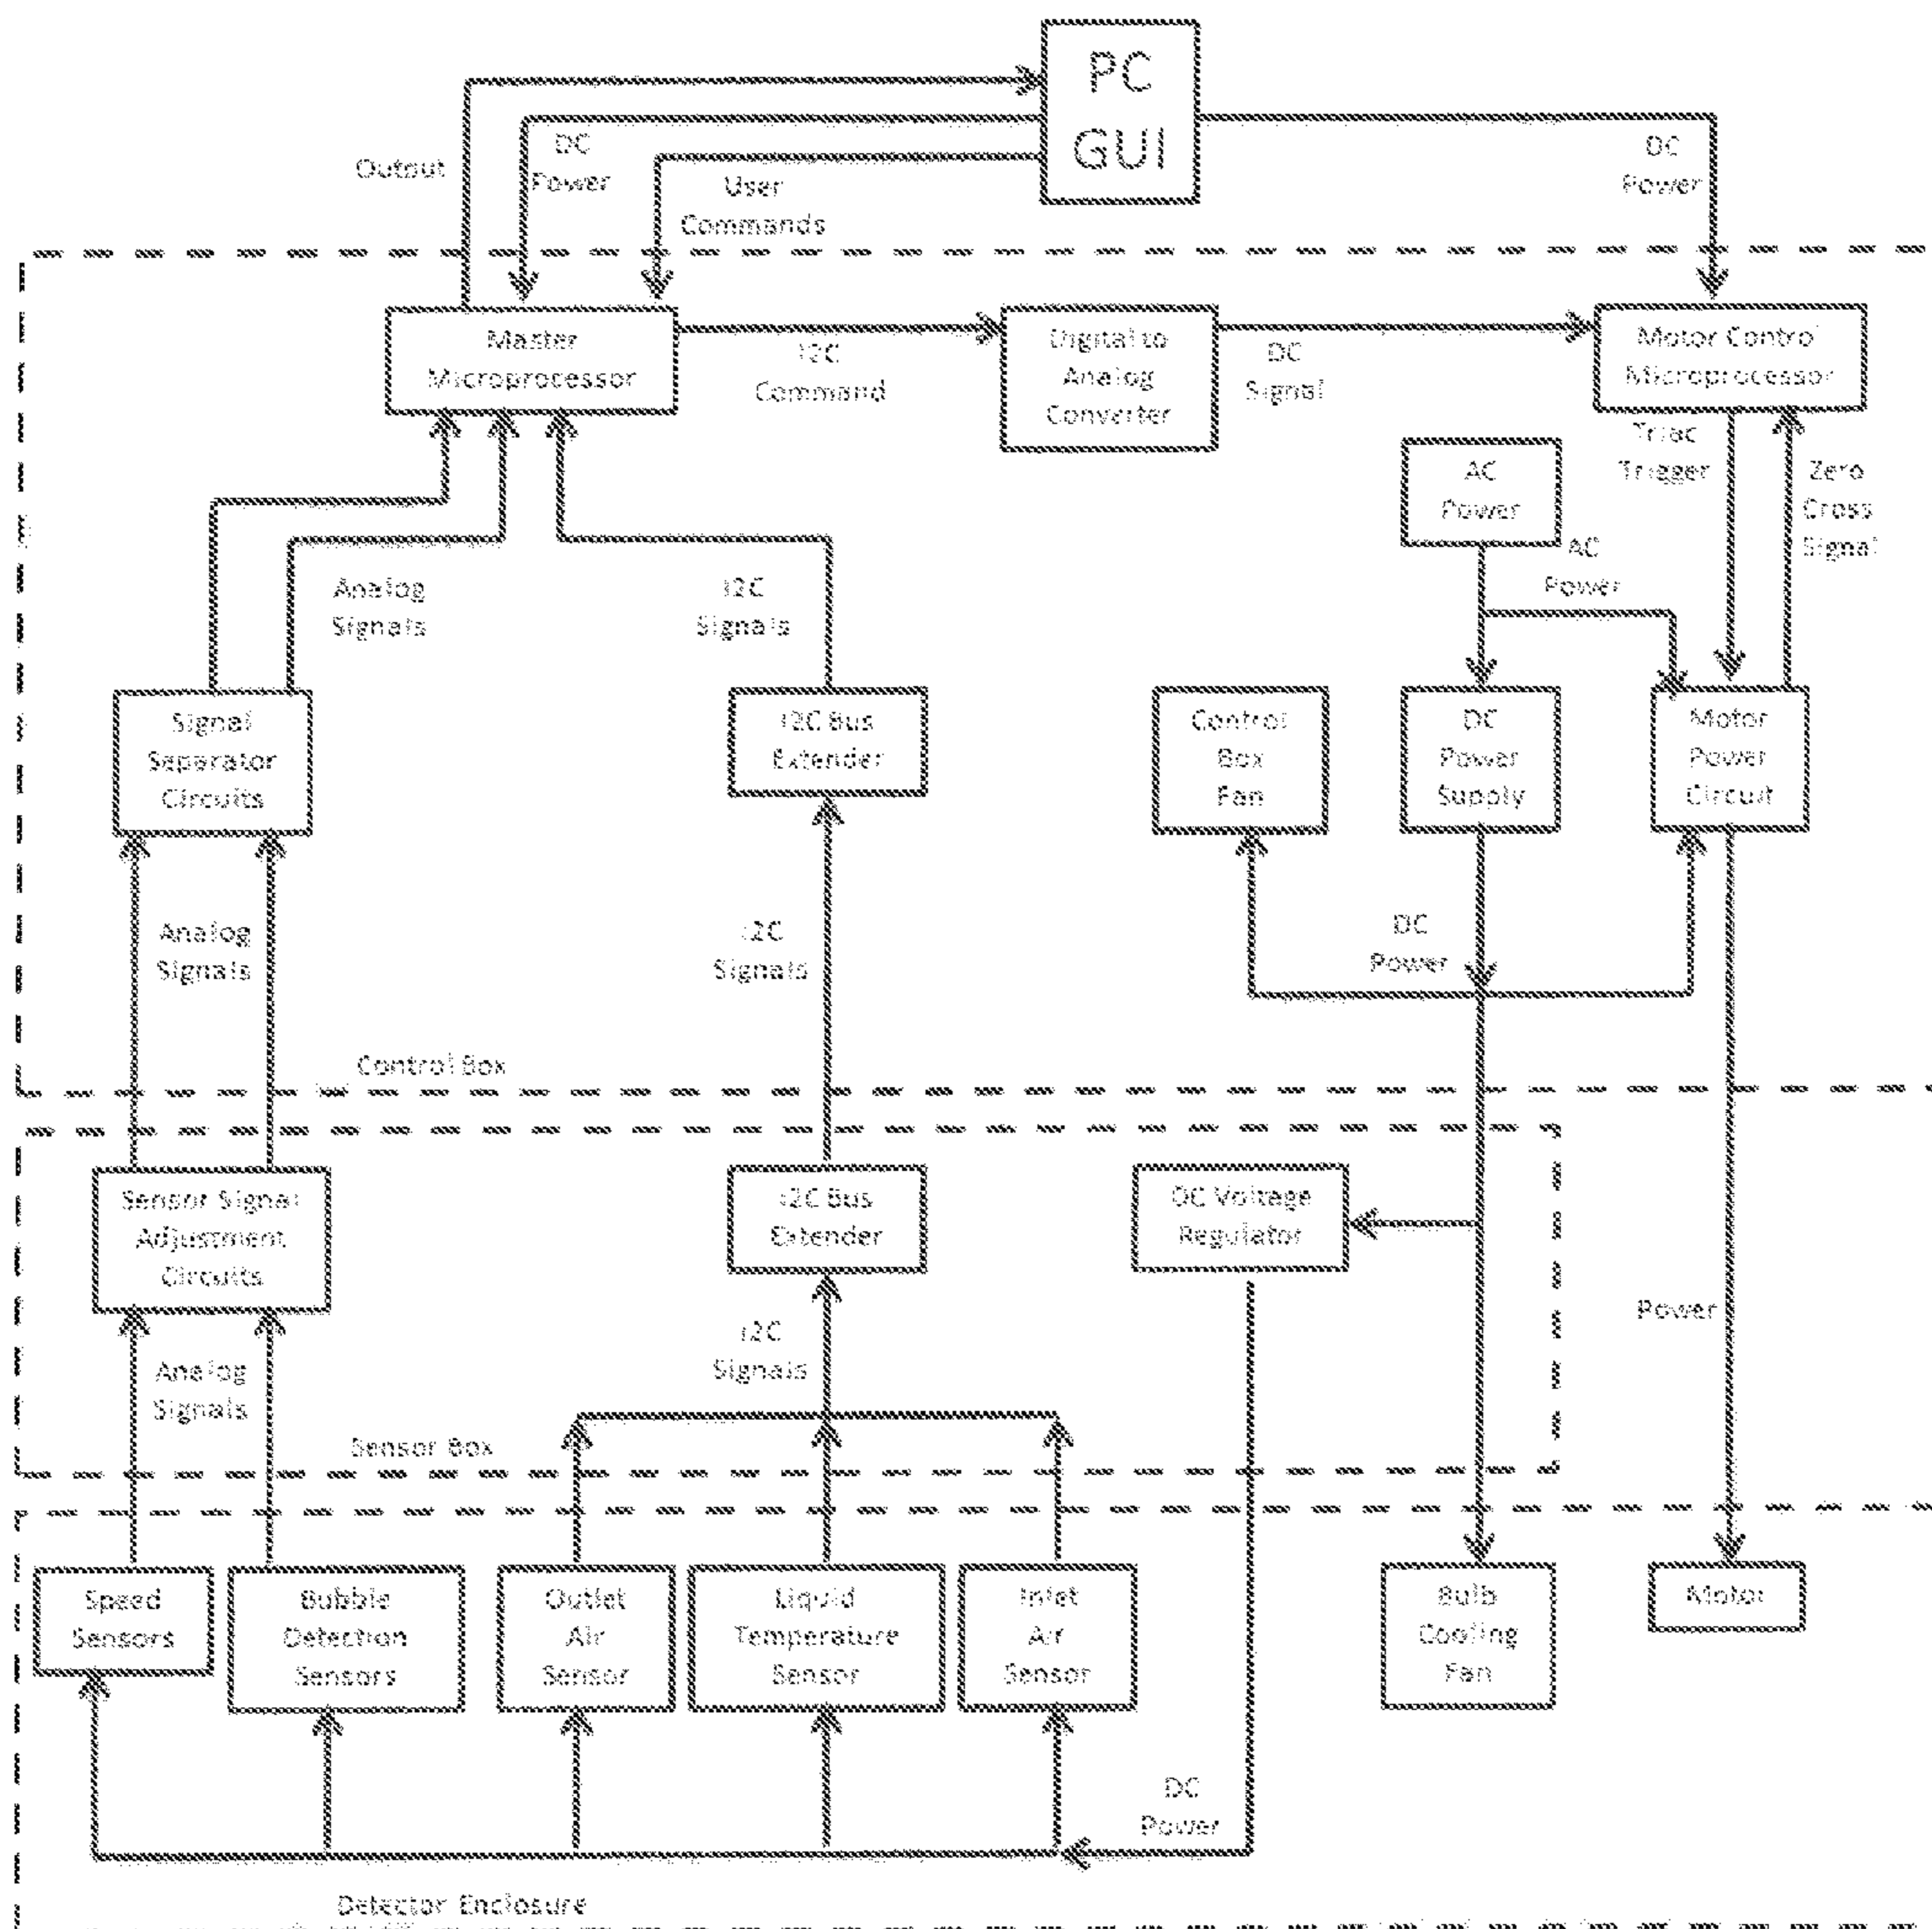 PC
GUI
Output
DC
Power
User
Commands
DC
Power
Master
Microprocessor
I2C
Command
Digital to
Analog
Converter
DC
Signal
Motor Control
Microprocessor
Triac
Trigger
Zero
Cross
Signal
AC
Power
AC
Power
Analog
Signals
I2C
Signals
Signal
Separator
Circuits
I2C Bus
Extender
Control
Box
Fan
DC
Power
Supply
Motor
Power
Circuit
Analog
Signals
I2C
Signals
DC
Power
Control Box
Sensor Signal
Adjustment
Circuits
I2C Bus
Extender
DC Voltage
Regulator
Analog
Signals
I2C
Signals
Power
Sensor Box
Speed
Sensors
Bubble
Detection
Sensors
Outlet
Air
Sensor
Liquid
Temperature
Sensor
Inlet
Air
Sensor
Bulb
Cooling
Fan
Motor
DC
Power
Detector Enclosure